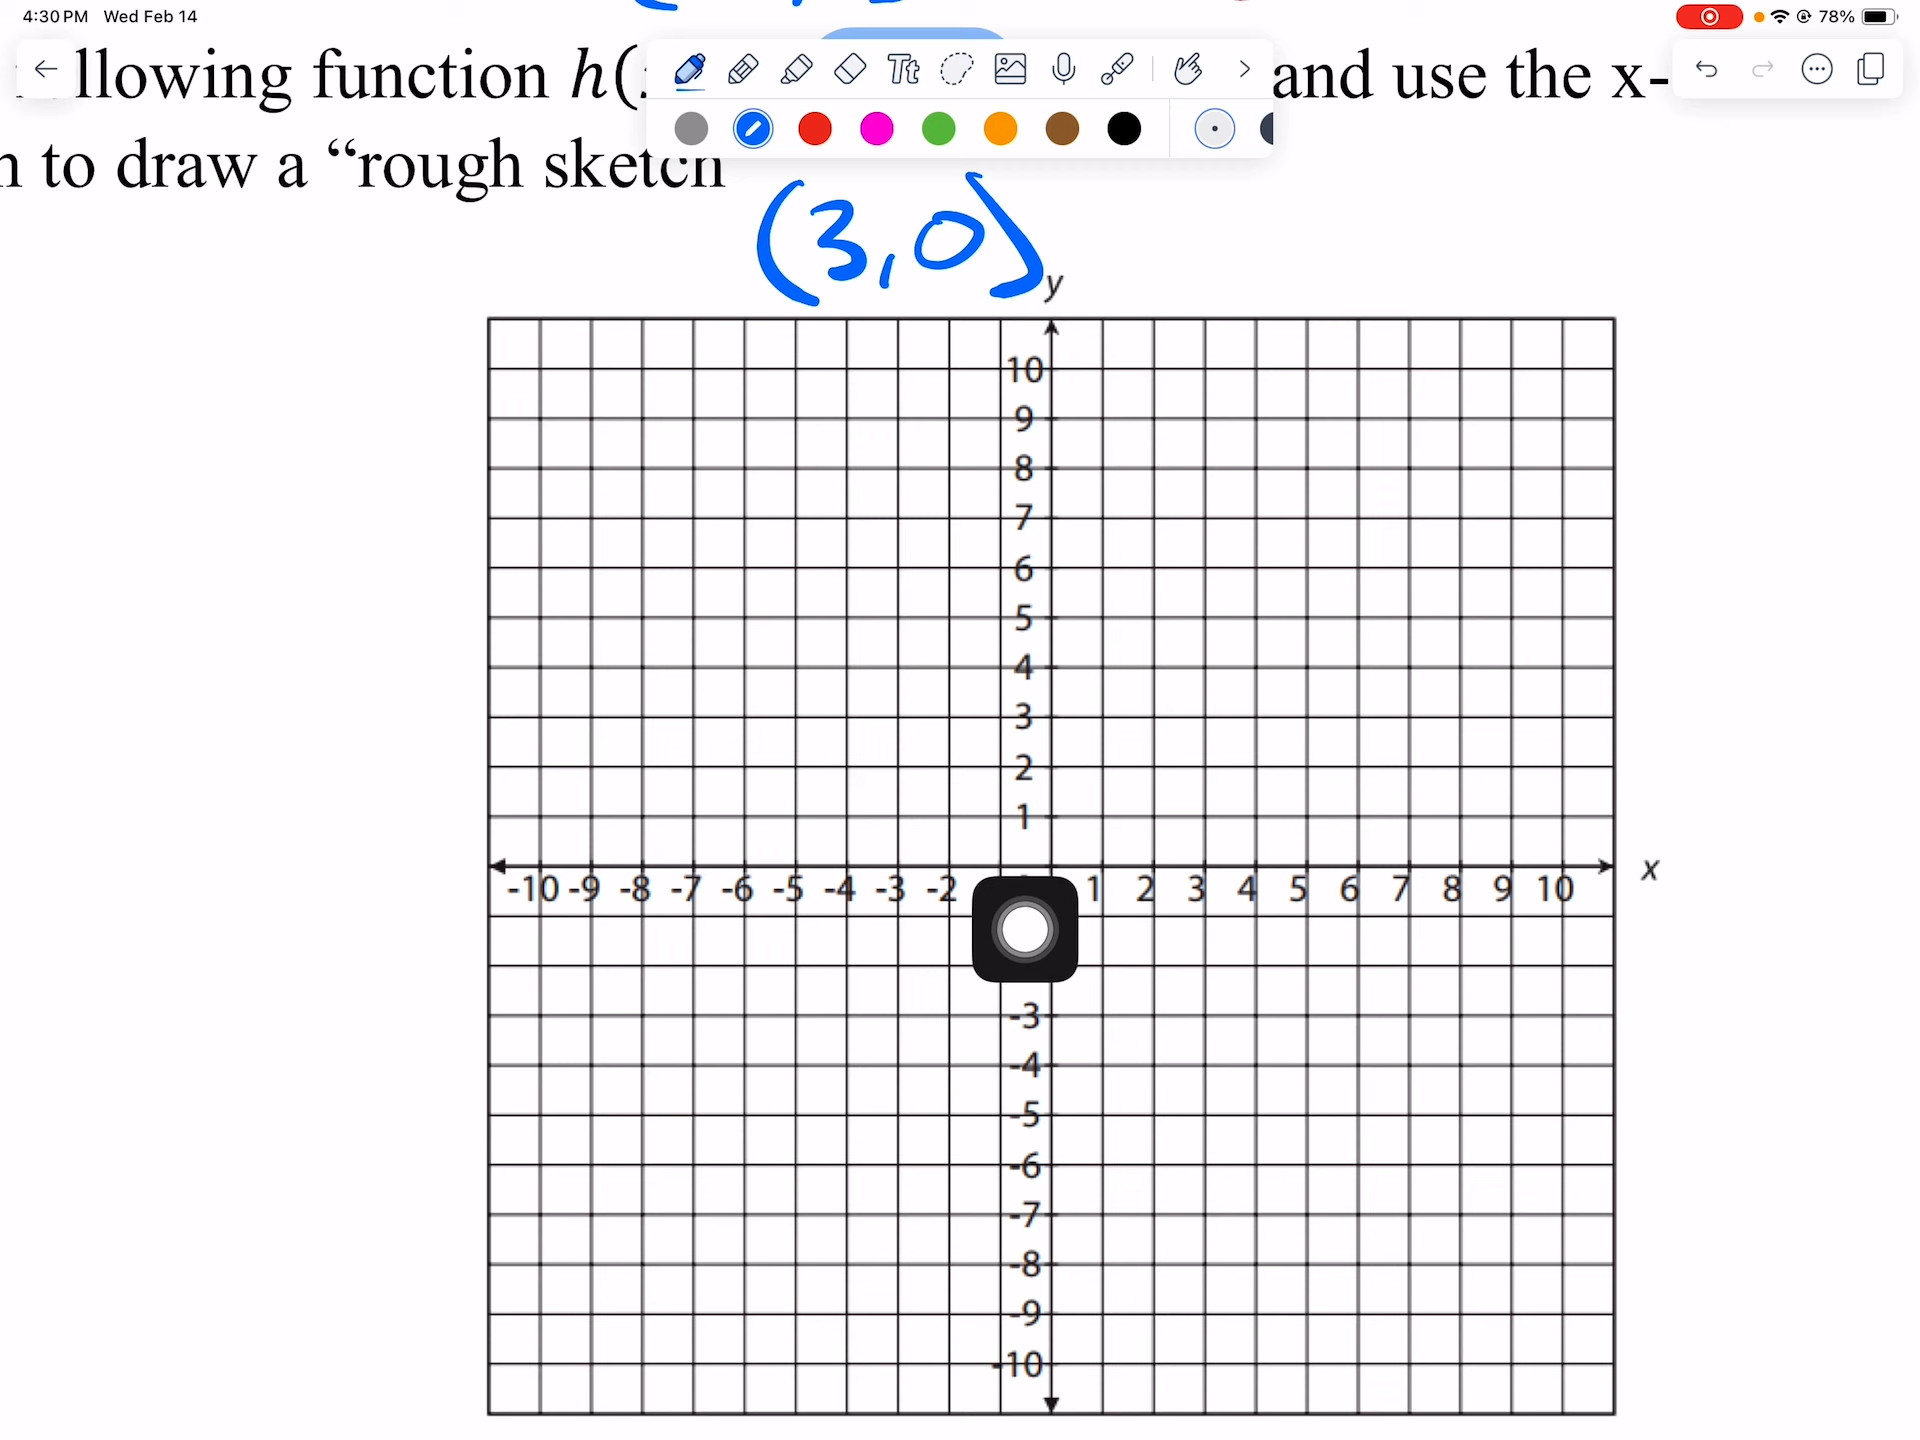 4:30 PM Wed Feb 14
78%
llowing function h(
and use the x-
Tt
to draw a “rough sketch
(3,0)
y
10
9
8
7
6
5
4
3
2
1
x
-10 -9 -8 -7 -6 -5 -4 -3 -2 1 2 3 4 5 6 7 8 9 10
-3
-4
-5
-6
-7
-8
-9
-10